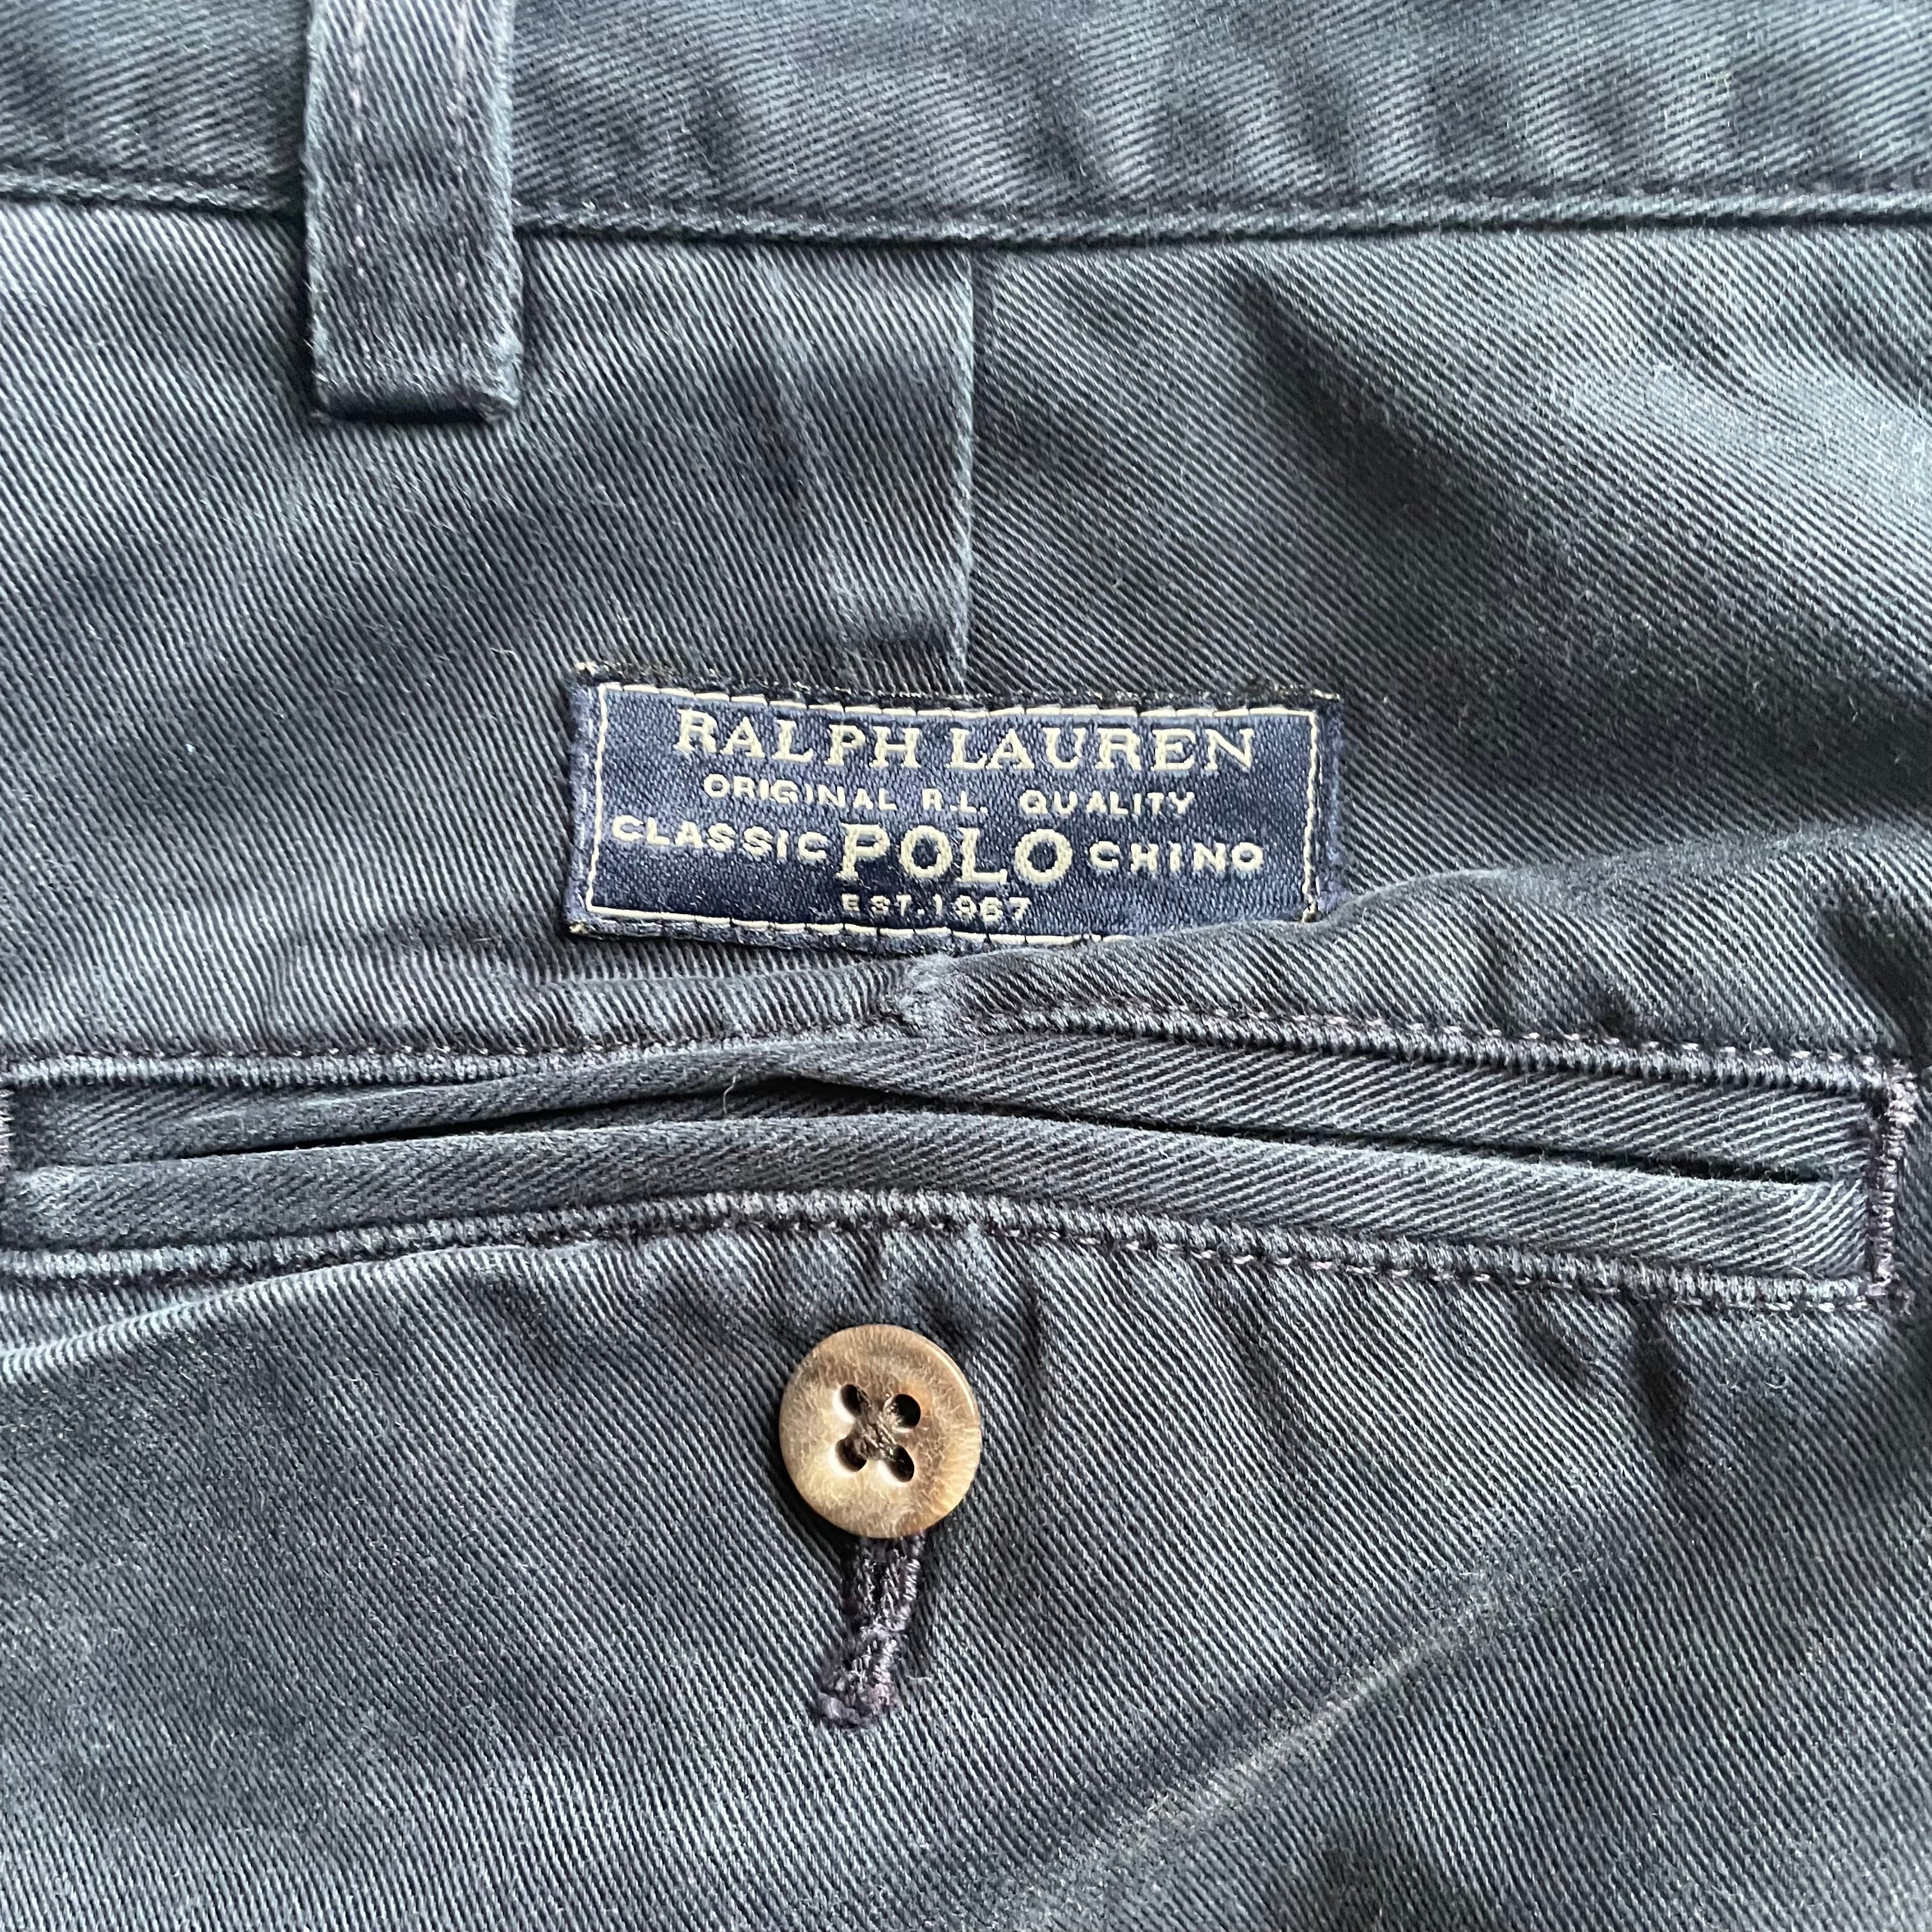 RALPH LAUREN
ORIGINAL R.L. QUALITY
CLASSIC POLO CHINO
EST.1967